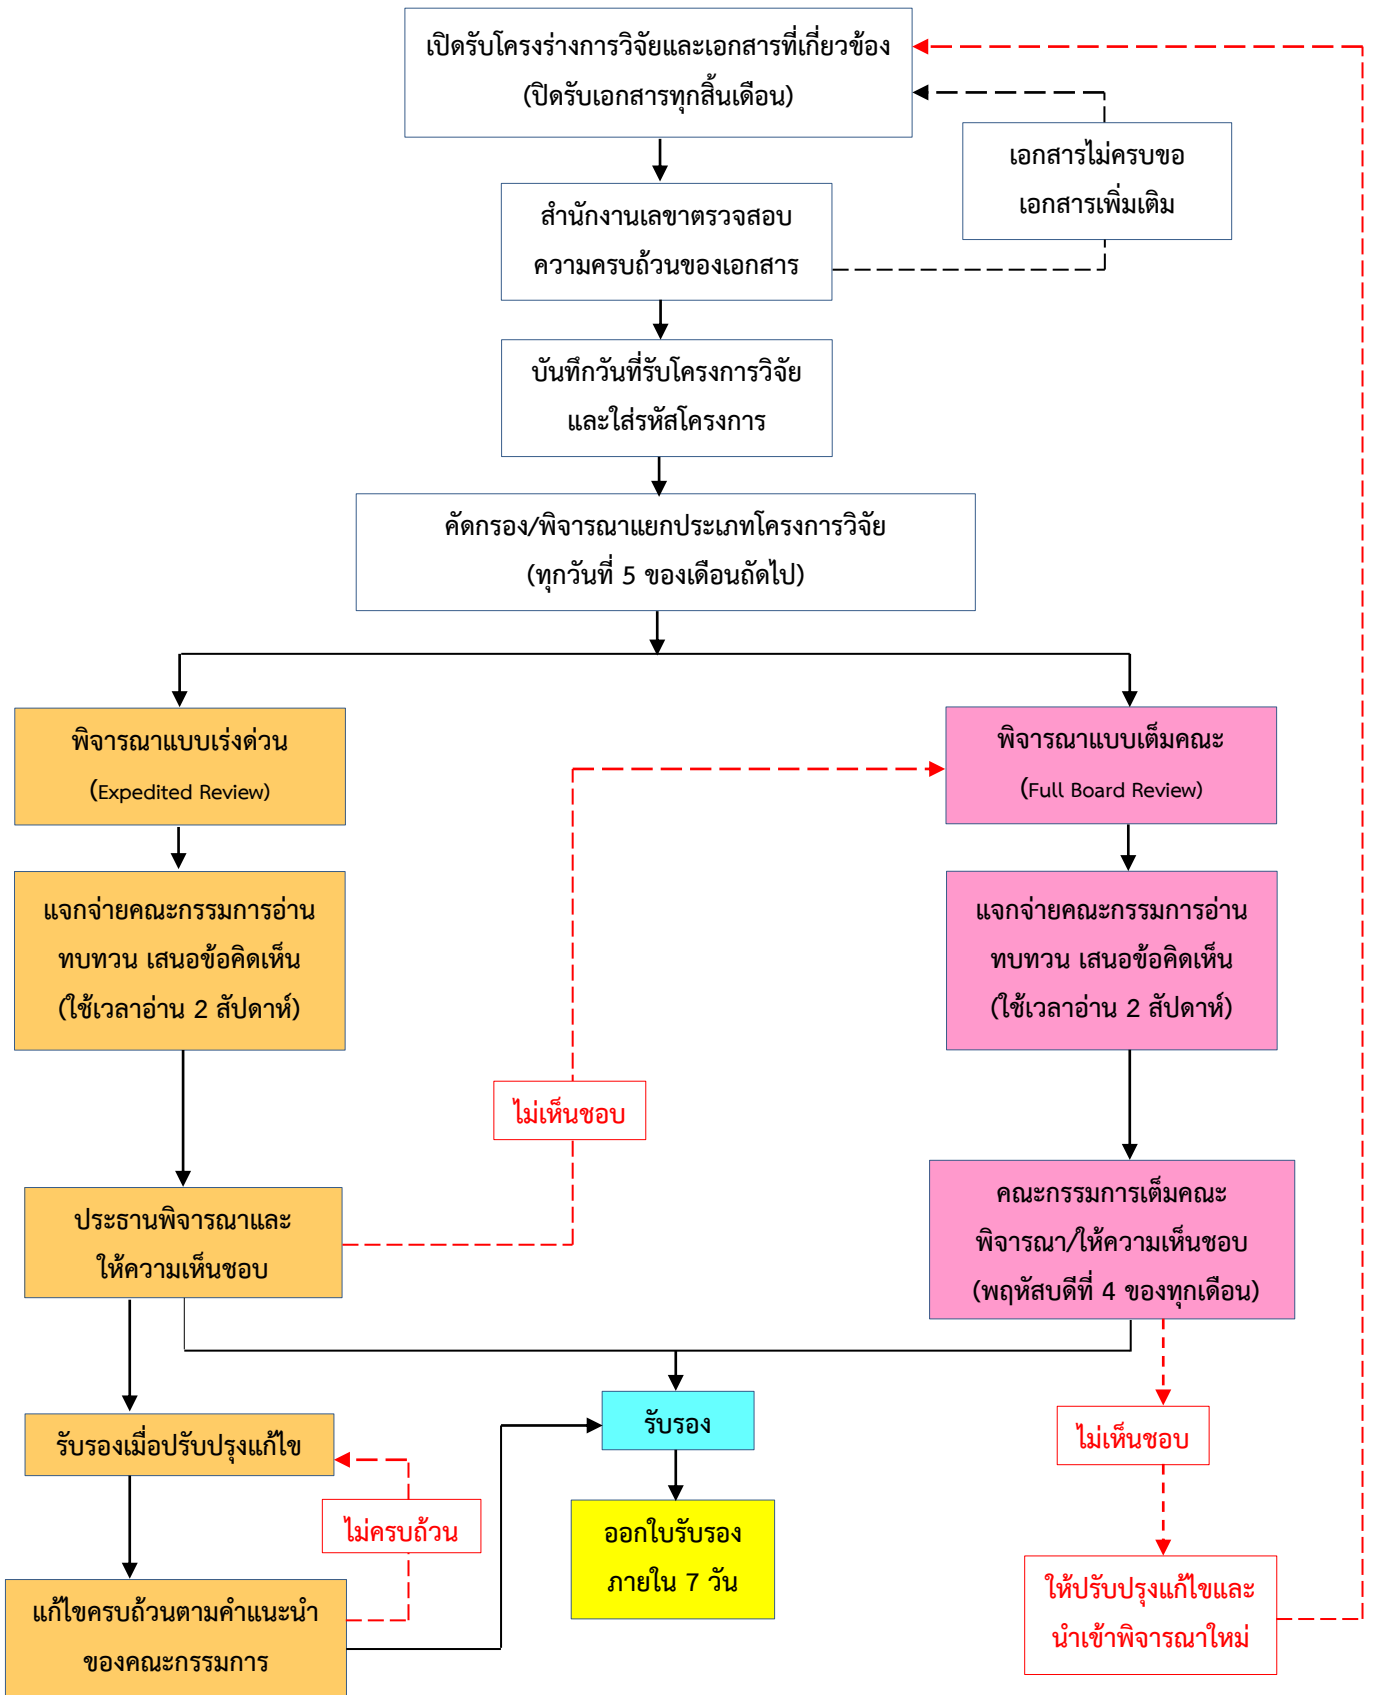 เปิดรับโครงร่างการวิจัยและเอกสารที่เกี่ยวข้อง
(ปิดรับเอกสารทุกสิ้นเดือน)
เอกสารไม่ครบขอ
เอกสารเพิ่มเติม
สำนักงานเลขาตรวจสอบ
ความครบถ้วนของเอกสาร
บันทึกวันที่รับโครงการวิจัย
และใส่รหัสโครงการ
คัดกรอง/พิจารณาแยกประเภทโครงการวิจัย
(ทุกวันที่ 5 ของเดือนถัดไป)
พิจารณาแบบเร่งด่วน
(Expedited Review)
พิจารณาแบบเต็มคณะ
(Full Board Review)
แจกจ่ายคณะกรรมการอ่าน
ทบทวน เสนอข้อคิดเห็น
(ใช้เวลาอ่าน 2 สัปดาห์)
แจกจ่ายคณะกรรมการอ่าน
ทบทวน เสนอข้อคิดเห็น
(ใช้เวลาอ่าน 2 สัปดาห์)
ไม่เห็นชอบ
ประธานพิจารณาและ
ให้ความเห็นชอบ
คณะกรรมการเต็มคณะ
พิจารณา/ให้ความเห็นชอบ
(พฤหัสบดีที่ 4 ของทุกเดือน)
รับรองเมื่อปรับปรุงแก้ไข
รับรอง
ไม่เห็นชอบ
ไม่ครบถ้วน
ออกใบรับรอง
ภายใน 7 วัน
แก้ไขครบถ้วนตามคำแนะนำ
ของคณะกรรมการ
ให้ปรับปรุงแก้ไขและ
นำเข้าพิจารณาใหม่